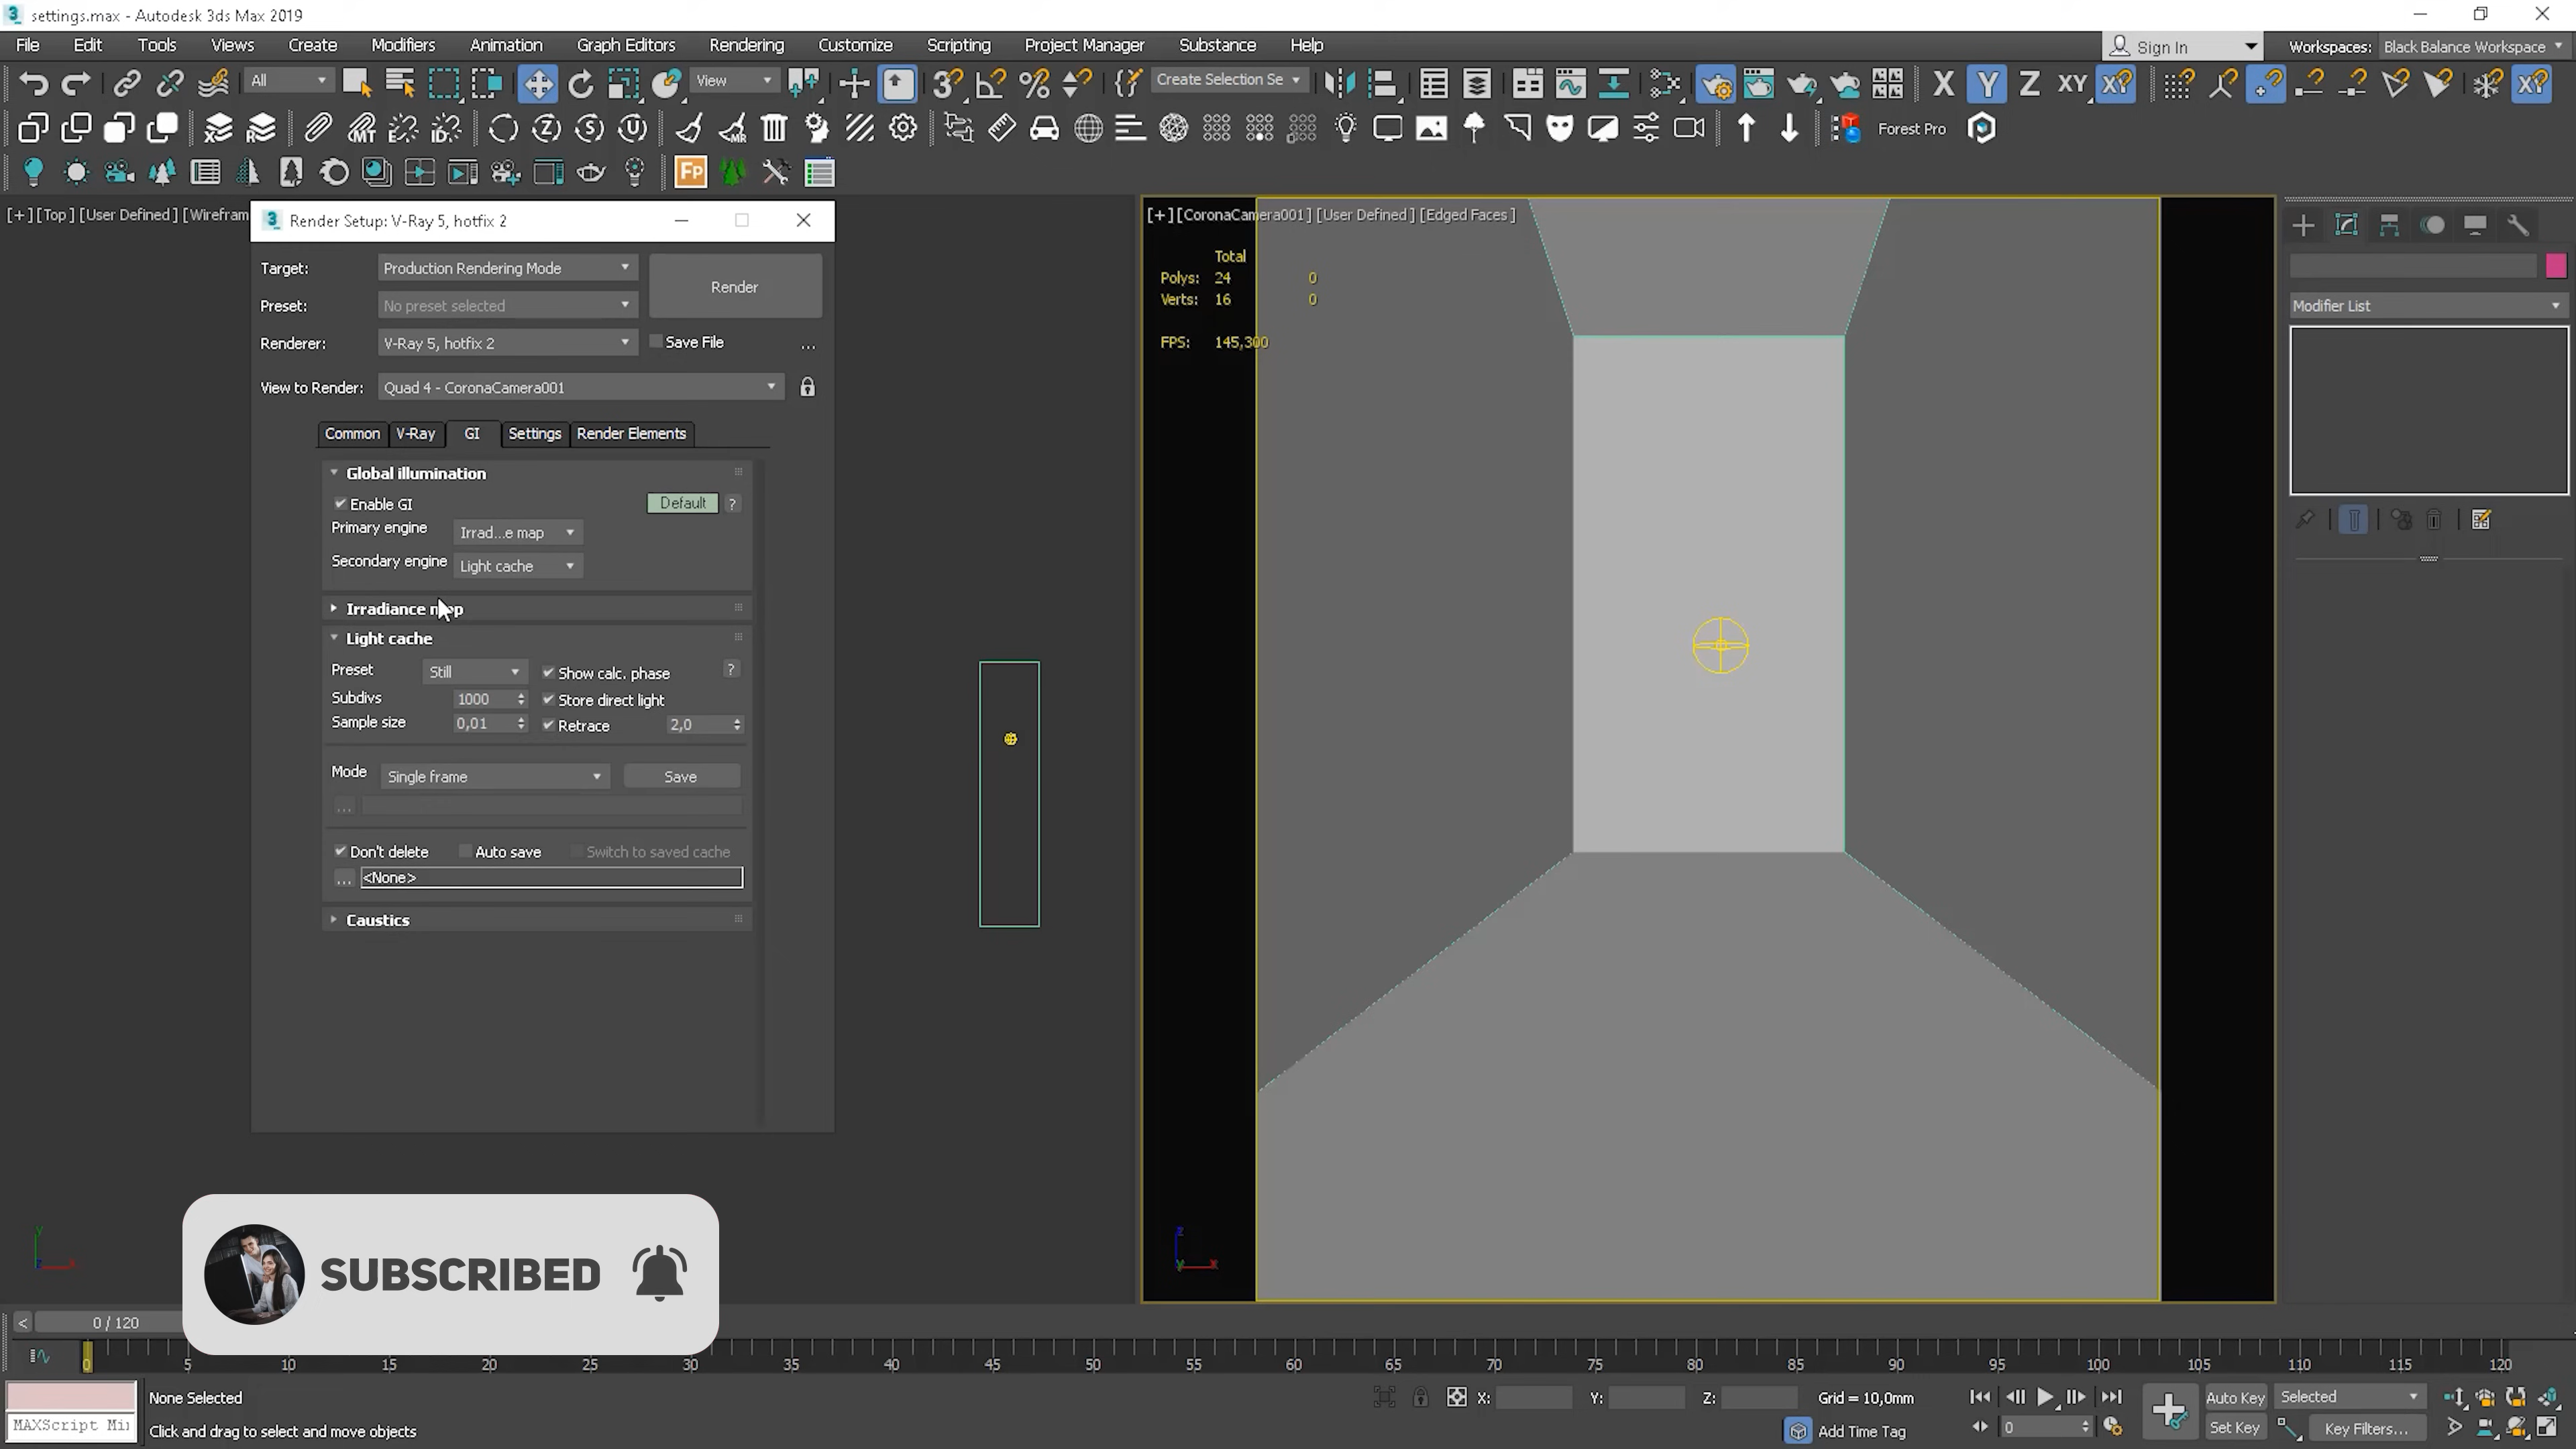 settings.max - Autodesk 3ds Max 2019
File Edit Tools Views Create Modifiers Animation Graph Editors Rendering Customize Scripting Project Manager Substance Help
Sign In
Workspaces: Black Balance Workspace
All
View
Create Selection Se
X Y Z XY
Forest Pro
[+] [Top ] [User Defined ] [Wirefram
Render Setup: V-Ray 5, hotfix 2
Target: Production Rendering Mode
Render
Preset: No preset selected
Renderer: V-Ray 5, hotfix 2
Save File ...
View to Render: Quad 4 - CoronaCamera001
Common V-Ray GI Settings Render Elements
Global illumination
Enable GI Default ?
Primary engine Irrad...e map
Secondary engine Light cache
Irradiance map
Light cache
Preset Still Show calc. phase ?
Subdivs 1000 Store direct light
Sample size 0,01 Retrace 2,0
Mode Single frame Save
...
Don't delete Auto save Switch to saved cache
... <None>
Caustics
[+] [CoronaCamera001 ] [User Defined ] [Edged Faces ]
Total
Polys: 24 0
Verts: 16 0
FPS: 145,300
Modifier List
SUBSCRIBED
0 / 120
0 5 10 15 20 25 30 35 40 45 50 55 60 65 70 75 80 85 90 95 100 105 110 115 120
None Selected
X: Y: Z: Grid = 10,0mm
Auto Key Selected
MAXScript Mi
Click and drag to select and move objects
Add Time Tag
0
Set Key Key Filters...